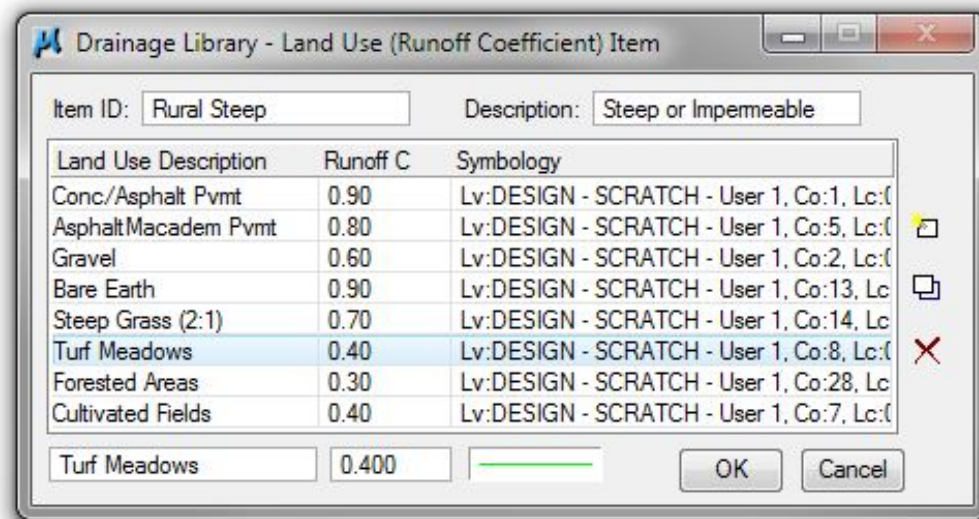 Drainage Library - Land Use (Runoff Coefficient) Item
Item ID: Rural Steep Description: Steep or Impermeable
Land Use Description Runoff C Symbology
Conc/Asphalt Pvmt 0.90 Lv:DESIGN - SCRATCH - User 1, Co:1, Lc:0
AsphaltMacadem Pvmt 0.80 Lv:DESIGN - SCRATCH - User 1, Co:5, Lc:0
Gravel 0.60 Lv:DESIGN - SCRATCH - User 1, Co:2, Lc:0
Bare Earth 0.90 Lv:DESIGN - SCRATCH - User 1, Co:13, Lc
Steep Grass (2:1) 0.70 Lv:DESIGN - SCRATCH - User 1, Co:14, Lc
Turf Meadows 0.40 Lv:DESIGN - SCRATCH - User 1, Co:8, Lc:0
Forested Areas 0.30 Lv:DESIGN - SCRATCH - User 1, Co:28, Lc
Cultivated Fields 0.40 Lv:DESIGN - SCRATCH - User 1, Co:7, Lc:0
Turf Meadows 0.400 OK Cancel